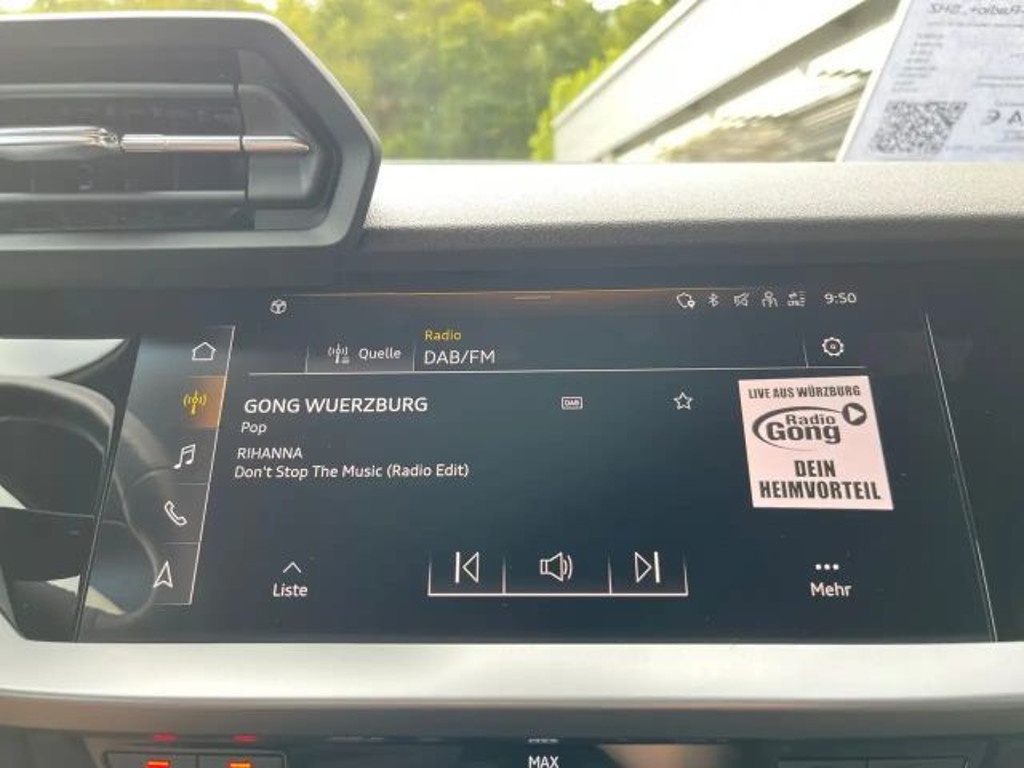 9:50
Radio
Quelle
DAB/FM
GONG WUERZBURG
DAB
Pop
RIHANNA
Don't Stop The Music (Radio Edit)
LIVE AUS WÜRZBURG
Radio
Gong
DEIN
HEIMVORTEIL
Liste
Mehr
MAX